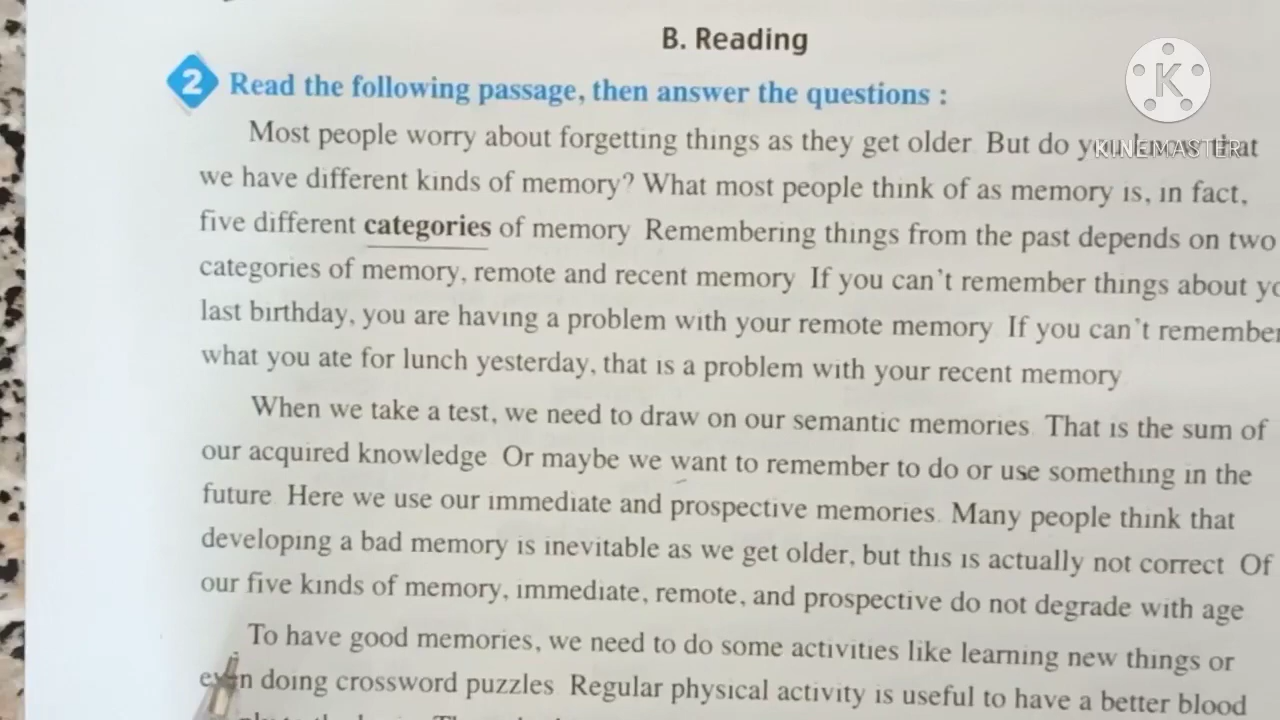 B. Reading
K
KINEMASTER
2 Read the following passage, then answer the questions :
Most people worry about forgetting things as they get older But do that
we have different kinds of memory? What most people think of as memory is, in fact,
five different categories of memory Remembering things from the past depends on two
categories of memory, remote and recent memory If you can't remember things about
last birthday, you are having a problem with your remote memory If you can't remember
what you ate for lunch yesterday, that is a problem with your recent memory
When we take a test, we need to draw on our semantic memories That is the sum of
our acquired knowledge Or maybe we want to remember to do or use something in the
future Here we use our immediate and prospective memories. Many people think that
developing a bad memory is inevitable as we get older, but this is actually not correct Of
our five kinds of memory, immediate, remote, and prospective do not degrade with age
To have good memories, we need to do some activities like learning new things or
doing crossword puzzles Regular physical activity is useful to have a better blood